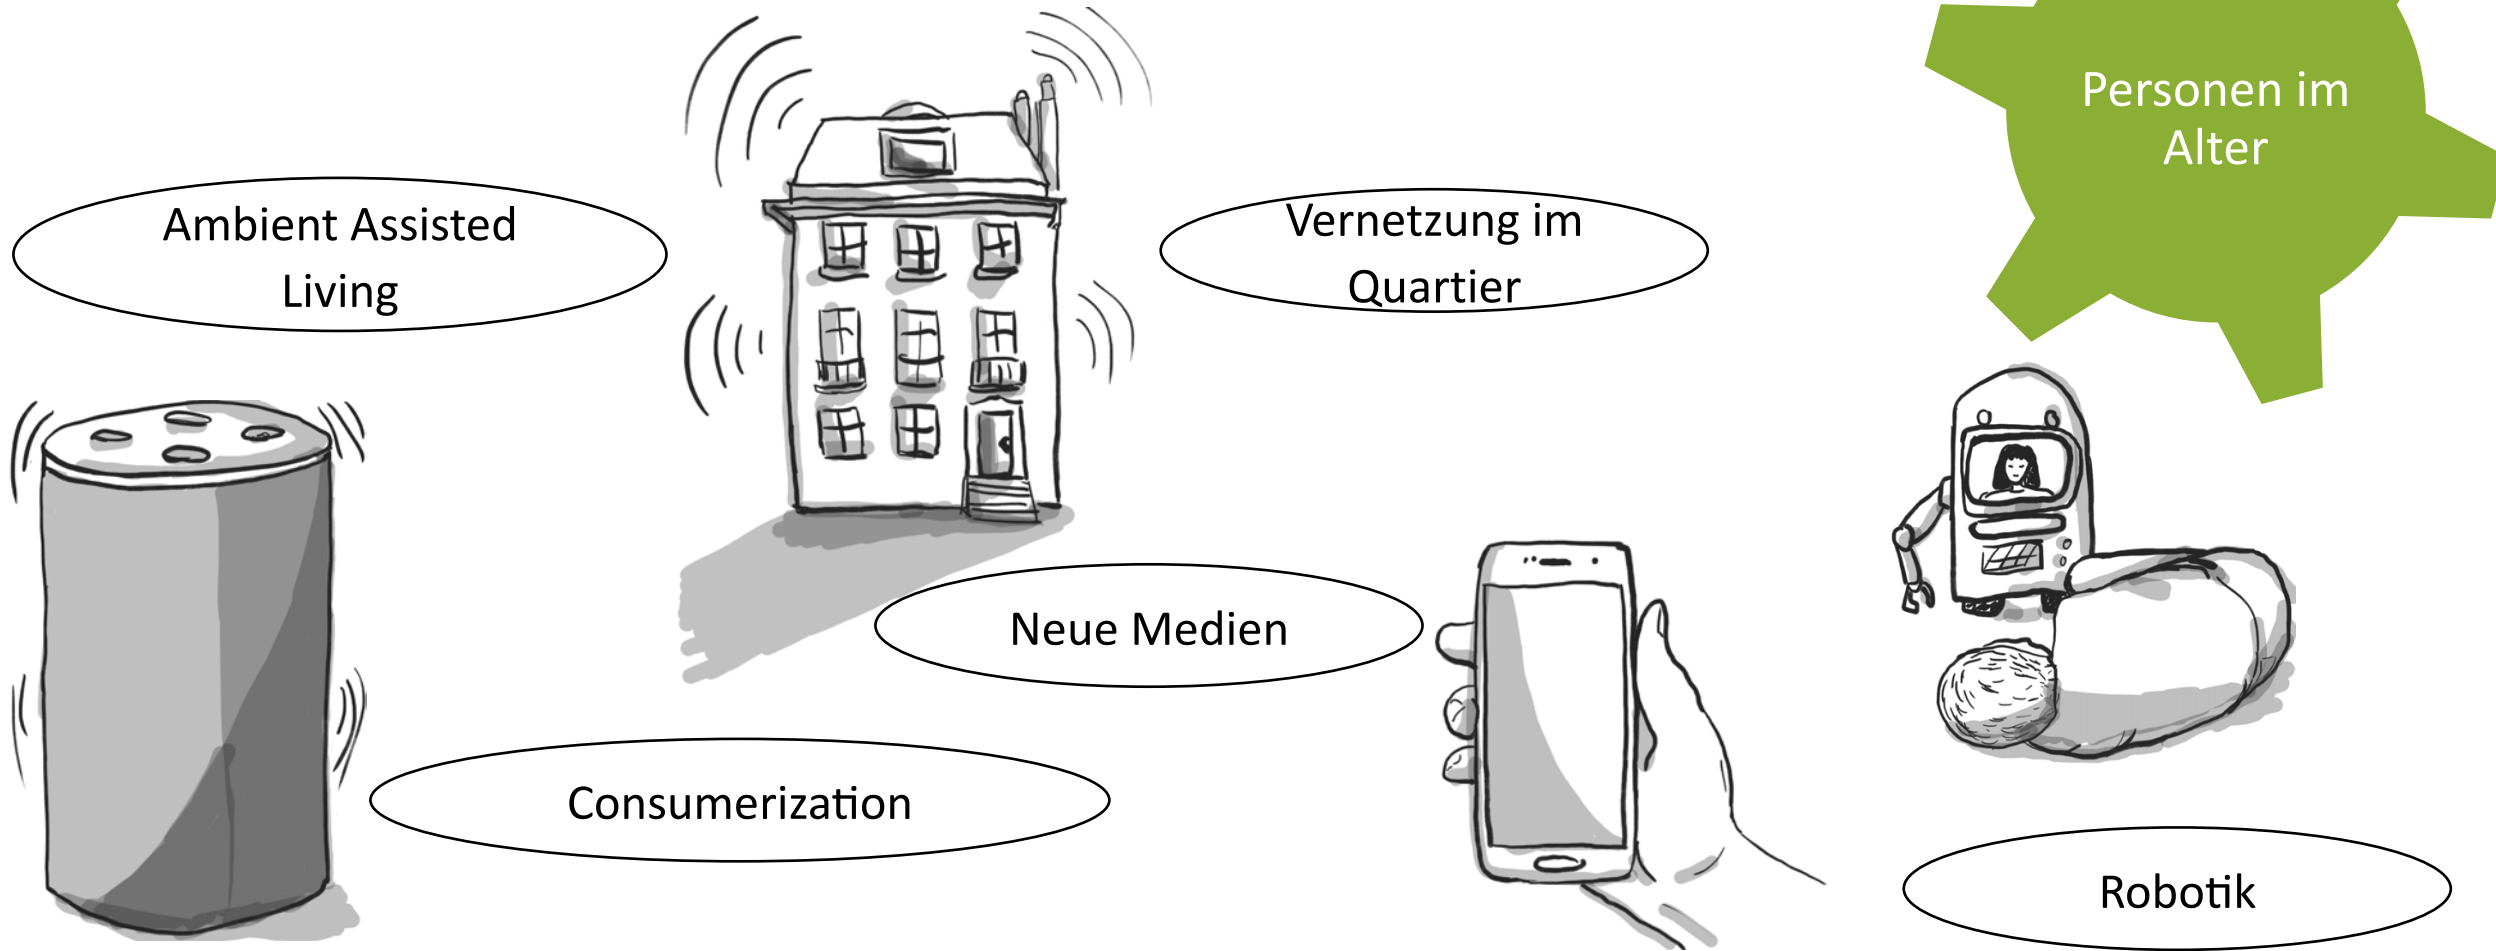 Personen im
Alter
Ambient Assisted
Living
Vernetzung im
Quartier
Neue Medien
Consumerization
Robotik